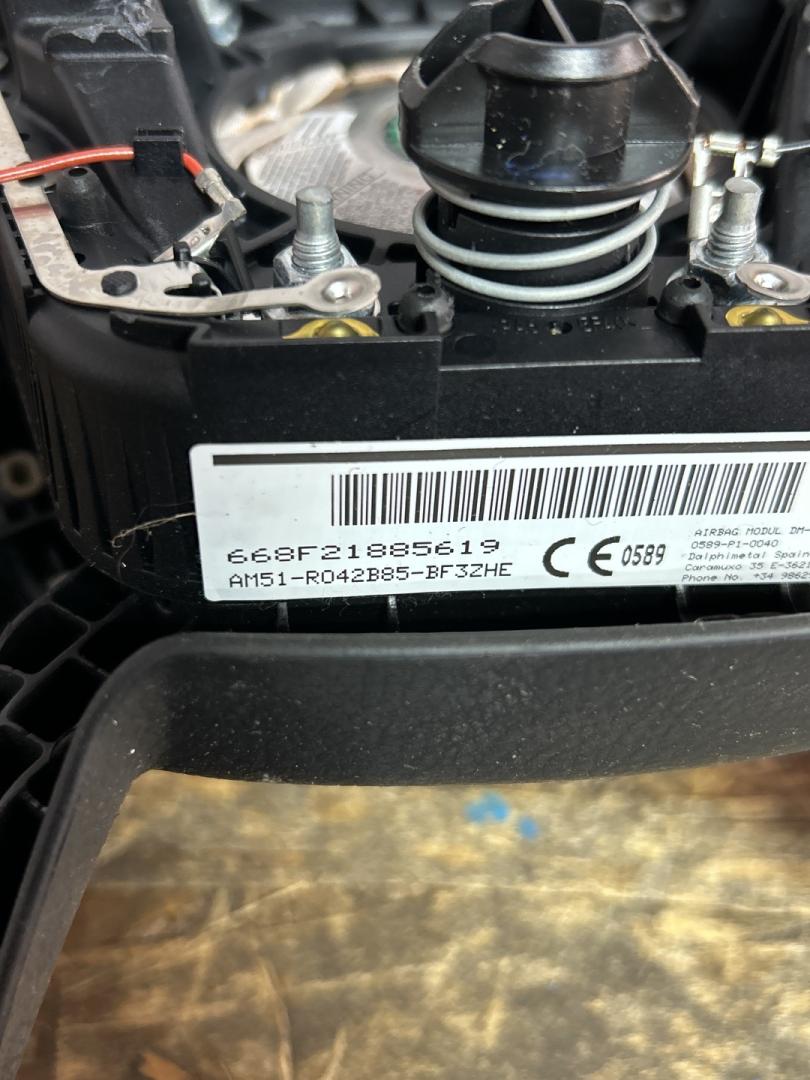 668F21885619
AM51-R042B85-BF3ZHE
CE 0589
AIRBAG MODUL DM-
0589-P1-0040
Dalphimetal Spain
Caramuxo 35 E-3621
Phone No. +34 9862